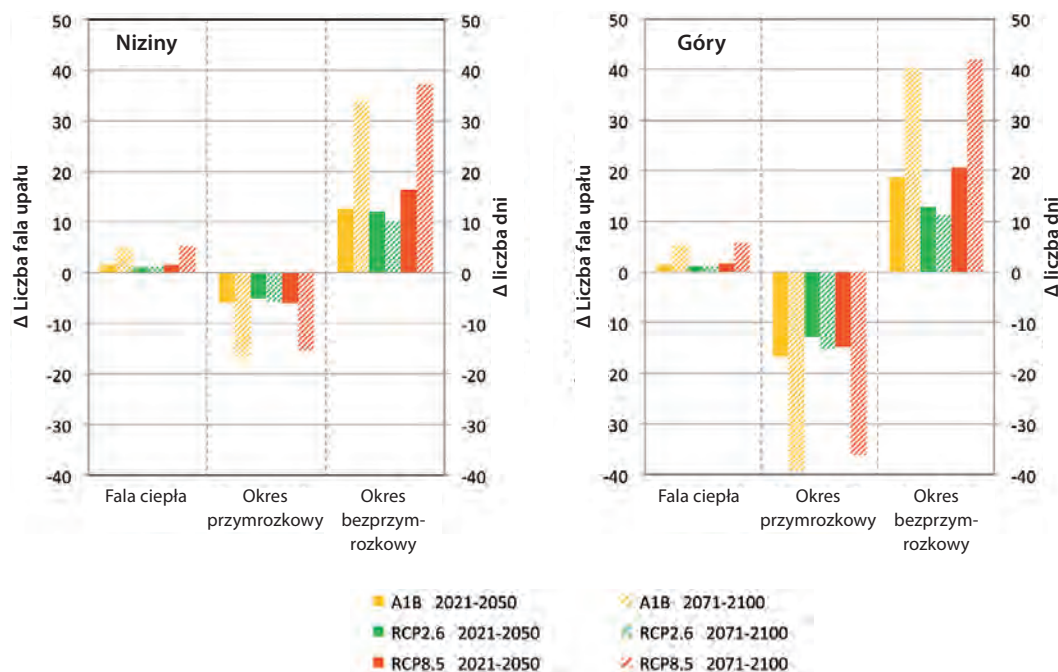 Niziny
50
40
30
20
10
0
-10
-20
-30
-40
Δ Liczba fala upału
50
40
30
20
10
0
-10
-20
-30
-40
Δ liczba dni
Fala ciepła
Okres
przymrozkowy
Okres
bezprzym-
rozkowy
Góry
50
40
30
20
10
0
-10
-20
-30
-40
Δ Liczba fala upału
50
40
30
20
10
0
-10
-20
-30
-40
Δ liczba dni
Fala ciepła
Okres
przymrozkowy
Okres
bezprzym-
rozkowy
A1B 2021-2050
A1B 2071-2100
RCP2.6 2021-2050
RCP2.6 2071-2100
RCP8.5 2021-2050
RCP8.5 2071-2100